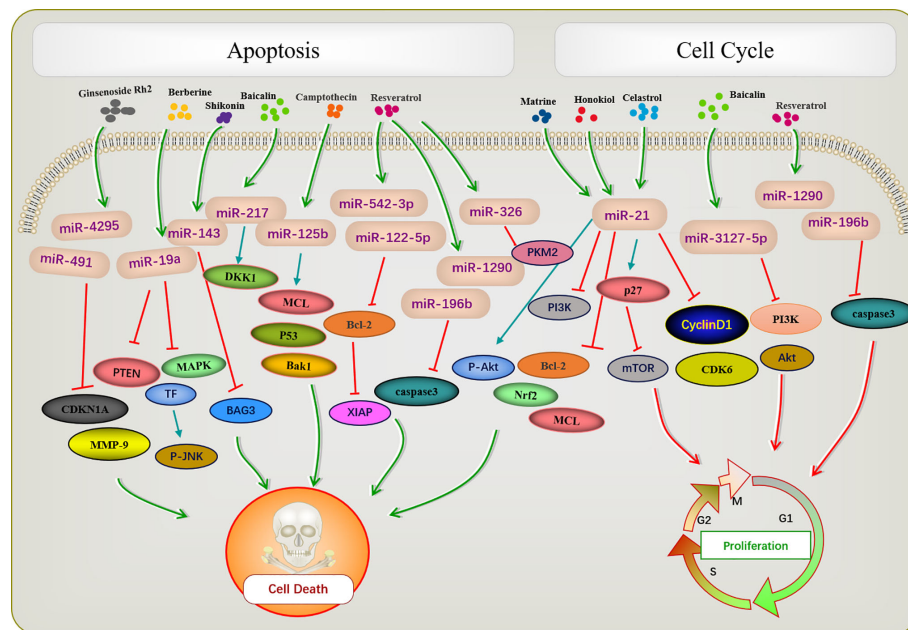 Apoptosis
Cell Cycle
Ginsenoside Rh2
Berberine
Shikonin
Baicalin
Camptothecin
Resveratrol
Matrine
Honokiol
Celastrol
Baicalin
Resveratrol
miR-4295
miR-491
miR-19a
miR-143
miR-217
miR-125b
miR-542-3p
miR-122-5p
miR-326
miR-1290
miR-196b
PKM2
miR-21
miR-3127-5p
miR-1290
miR-196b
DKK1
MCL
P53
Bak1
Bcl-2
PI3K
p27
CyclinD1
PI3K
caspase3
PTEN
MAPK
TF
CDKN1A
MMP-9
P-JNK
BAG3
XIAP
caspase3
P-Akt
Bcl-2
Nrf2
MCL
mTOR
CDK6
Akt
Cell Death
M
G1
G2
S
Proliferation